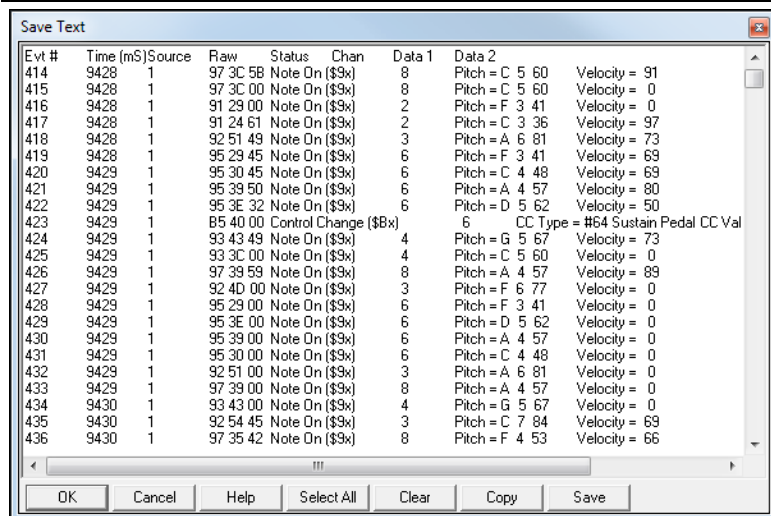 Save Text
Evt # Time (mS)Source Raw Status Chan Data 1 Data 2
414 9428 1 97 3C 5B Note On ($9x) 8 Pitch = C 5 60 Velocity = 91
415 9428 1 97 3C 00 Note On ($9x) 8 Pitch = C 5 60 Velocity = 0
416 9428 1 91 29 00 Note On ($9x) 2 Pitch = F 3 41 Velocity = 0
417 9428 1 91 24 61 Note On ($9x) 2 Pitch = C 3 36 Velocity = 97
418 9428 1 92 51 49 Note On ($9x) 3 Pitch = A 6 81 Velocity = 73
419 9428 1 95 29 45 Note On ($9x) 6 Pitch = F 3 41 Velocity = 69
420 9429 1 95 30 45 Note On ($9x) 6 Pitch = C 4 48 Velocity = 69
421 9429 1 95 39 50 Note On ($9x) 6 Pitch = A 4 57 Velocity = 80
422 9429 1 95 3E 32 Note On ($9x) 6 Pitch = D 5 62 Velocity = 50
423 9429 1 B5 40 00 Control Change ($Bx) 6 CC Type = #64 Sustain Pedal CC Val
424 9429 1 93 43 49 Note On ($9x) 4 Pitch = G 5 67 Velocity = 73
425 9429 1 93 3C 00 Note On ($9x) 4 Pitch = C 5 60 Velocity = 0
426 9429 1 97 39 59 Note On ($9x) 8 Pitch = A 4 57 Velocity = 89
427 9429 1 92 4D 00 Note On ($9x) 3 Pitch = F 6 77 Velocity = 0
428 9429 1 95 29 00 Note On ($9x) 6 Pitch = F 3 41 Velocity = 0
429 9429 1 95 3E 00 Note On ($9x) 6 Pitch = D 5 62 Velocity = 0
430 9429 1 95 39 00 Note On ($9x) 6 Pitch = A 4 57 Velocity = 0
431 9429 1 95 30 00 Note On ($9x) 6 Pitch = C 4 48 Velocity = 0
432 9429 1 92 51 00 Note On ($9x) 3 Pitch = A 6 81 Velocity = 0
433 9429 1 97 39 00 Note On ($9x) 8 Pitch = A 4 57 Velocity = 0
434 9430 1 93 43 00 Note On ($9x) 4 Pitch = G 5 67 Velocity = 0
435 9430 1 92 54 45 Note On ($9x) 3 Pitch = C 7 84 Velocity = 69
436 9430 1 97 35 42 Note On ($9x) 8 Pitch = F 4 53 Velocity = 66
OK Cancel Help Select All Clear Copy Save